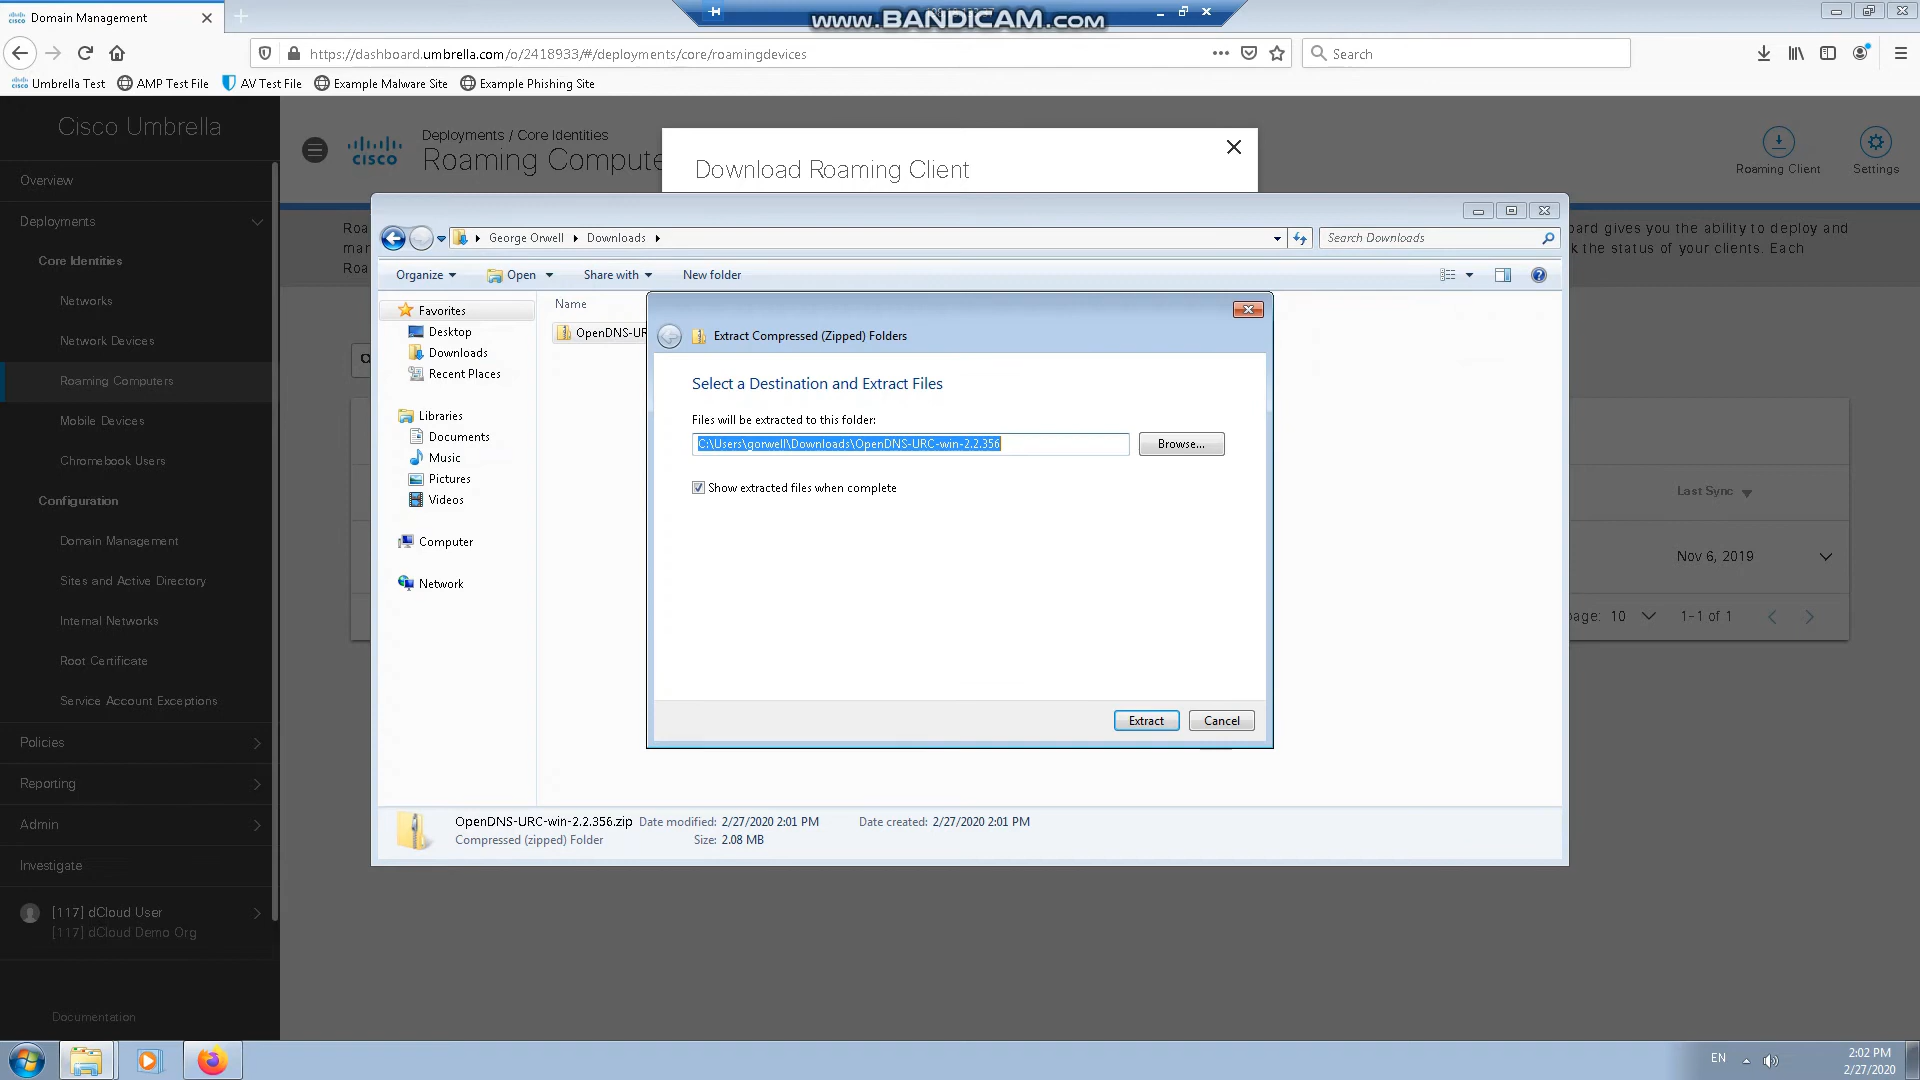 Domain Management
www.BANDICAM.com
https://dashboard.umbrella.com/o/2418933/#/deployments/core/roamingdevices
Search
Umbrella Test
AMP Test File
AV Test File
Example Malware Site
Example Phishing Site
Cisco Umbrella
Overview
Deployments
Core Identities
Networks
Network Devices
Roaming Computers
Mobile Devices
Chromebook Users
Configuration
Domain Management
Sites and Active Directory
Internal Networks
Root Certificate
Service Account Exceptions
Policies
Reporting
Admin
Investigate
[117] dCloud User
[117] dCloud Demo Org
Documentation
cisco
Deployments / Core Identities
Roaming Compute
Roaming Client
Settings
Download Roaming Client
Roa
man
Roa
oard gives you the ability to deploy and
k the status of your clients. Each
Last Sync
Nov 6, 2019
page: 10
1-1 of 1
George Orwell
Downloads
Search Downloads
Organize
Open
Share with
New folder
Favorites
Desktop
Downloads
Recent Places
Libraries
Documents
Music
Pictures
Videos
Computer
Network
Name
OpenDNS-UR
Extract Compressed (Zipped) Folders
Select a Destination and Extract Files
Files will be extracted to this folder:
C:\Users\gorwell\Downloads\OpenDNS-URC-win-2.2.356
Browse...
Show extracted files when complete
Extract
Cancel
OpenDNS-URC-win-2.2.356.zip
Date modified: 2/27/2020 2:01 PM
Date created: 2/27/2020 2:01 PM
Compressed (zipped) Folder
Size: 2.08 MB
EN
2:02 PM
2/27/2020